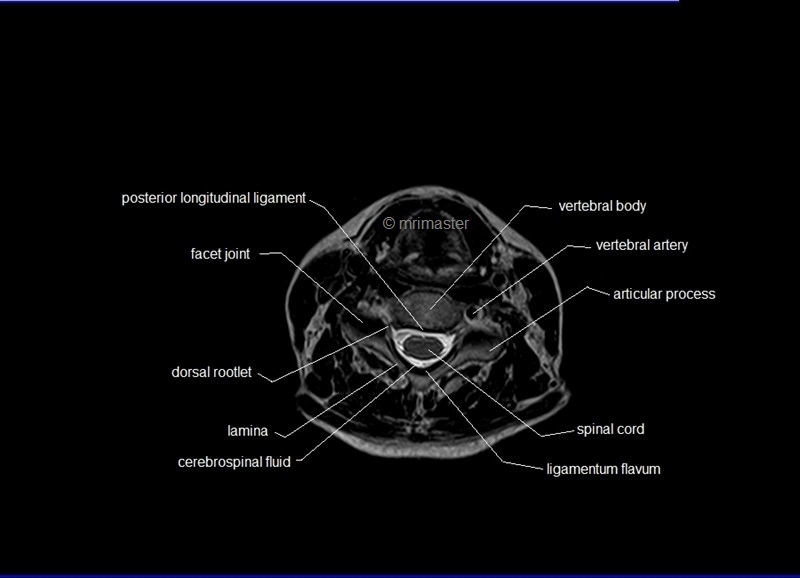 posterior longitudinal ligament
© mrimaster
vertebral body
vertebral artery
facet joint
articular process
dorsal rootlet
lamina
spinal cord
cerebrospinal fluid
ligamentum flavum